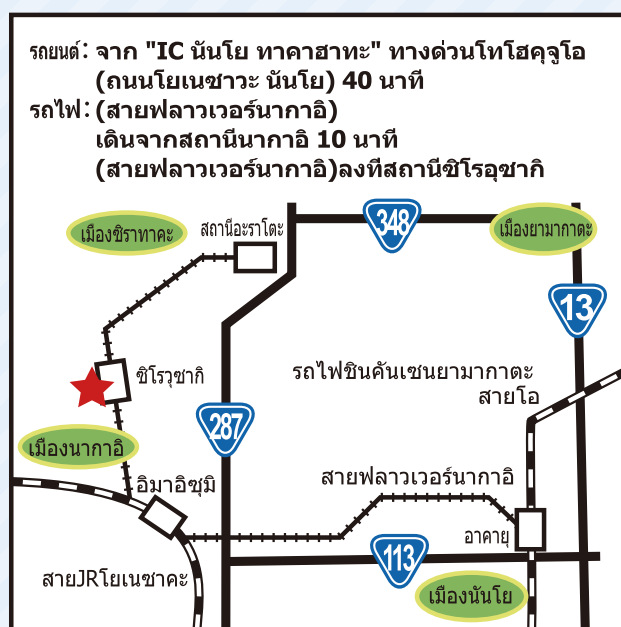 รถยนต์: จาก "IC นันโย ทาคาฮาทะ" ทางด่วนโทโฮคุจูโอ
(ถนนโยเนซาวะ นันโย) 40 นาที
รถไฟ: (สายฟลาวเวอร์นากาอิ)
เดินจากสถานีนากาอิ 10 นาที
(สายฟลาวเวอร์นากาอิ)ลงที่สถานีชิโรอุซากิ
สถานีอะราโตะ
เมืองชิราทาคะ
348
เมืองยามากาตะ
13
ชิโรวุซากิ
รถไฟชินคันเซนยามากาตะ
สายโอ
287
เมืองนากาอิ
สายฟลาวเวอร์นากาอิ
อิมาอิซุมิ
อาคายุ
113
สายJRโยเนซาคะ
เมืองนันโย